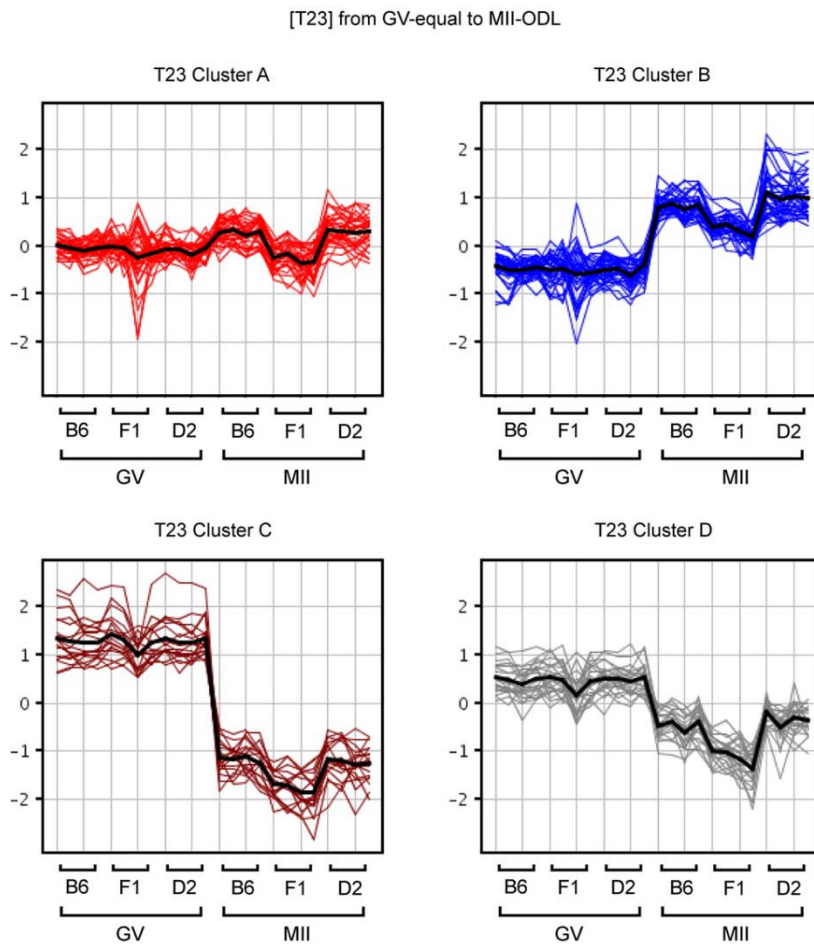 [T23] from GV-equal to MII-ODL
T23 Cluster A
2
1
0
−1
−2
B6 F1 D2 B6 F1 D2
GV MII
T23 Cluster B
2
1
0
−1
−2
B6 F1 D2 B6 F1 D2
GV MII
T23 Cluster C
2
1
0
−1
−2
B6 F1 D2 B6 F1 D2
GV MII
T23 Cluster D
2
1
0
−1
−2
B6 F1 D2 B6 F1 D2
GV MII